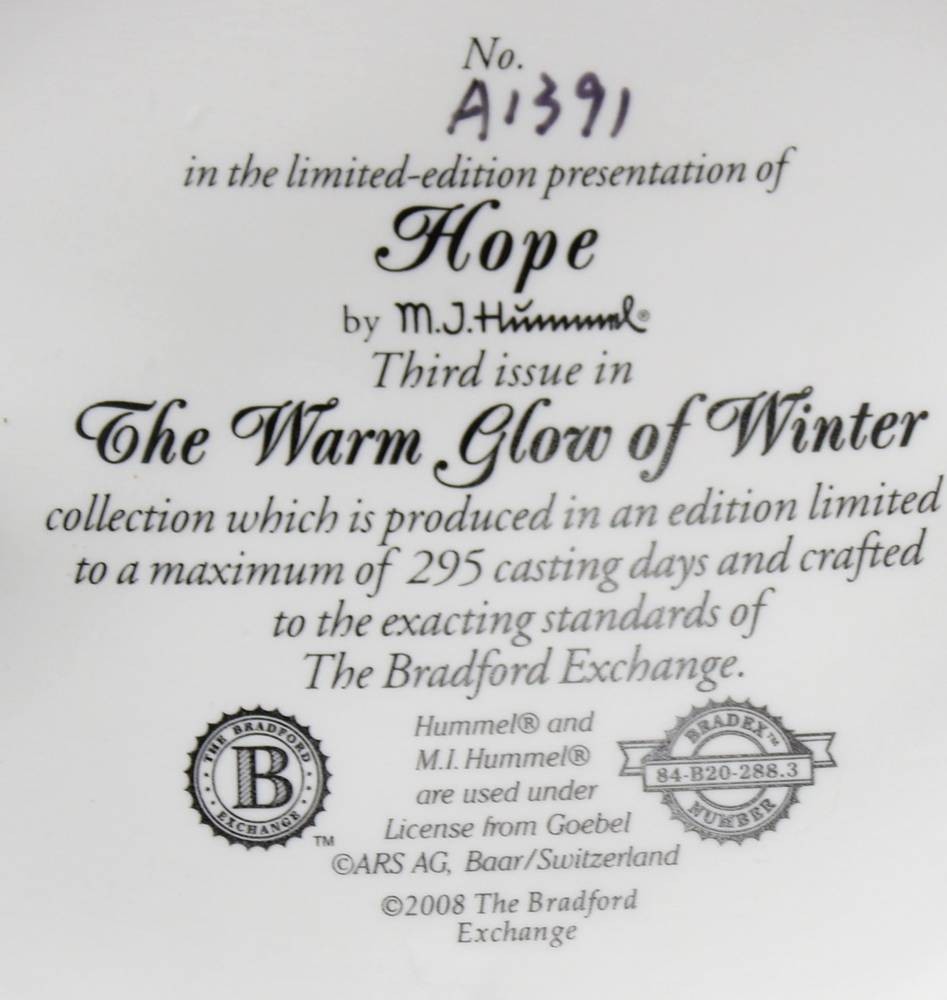 No.
A1391
in the limited-edition presentation of
Hope
by M.J.Hummel®
Third issue in
The Warm Glow of Winter
collection which is produced in an edition limited
to a maximum of 295 casting days and crafted
to the exacting standards of
The Bradford Exchange.
THE BRADFORD
B
EXCHANGE
TM
Hummel® and
M.I. Hummel®
are used under
License from Goebel
©ARS AG, Baar/Switzerland
©2008 The Bradford
Exchange
BRADEX™
84-B20-288.3
NUMBER